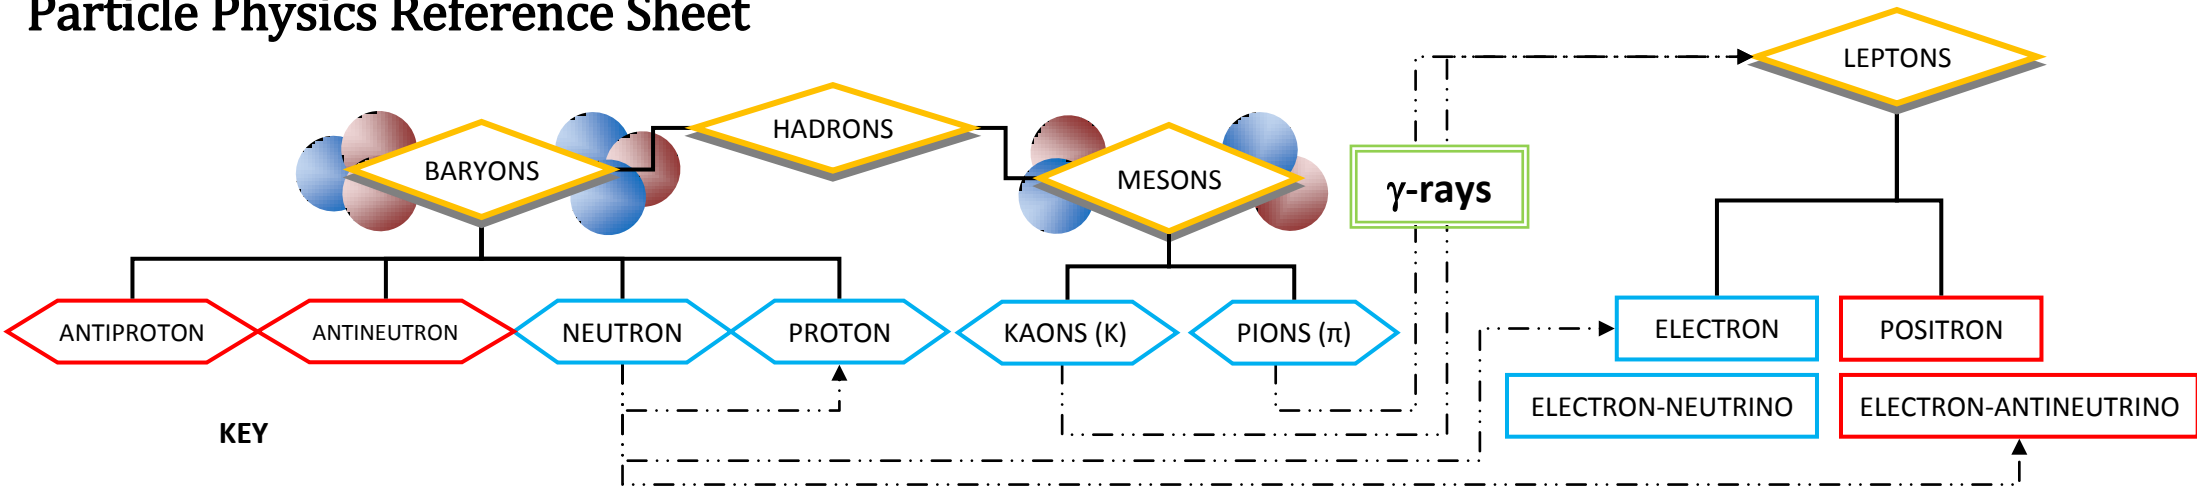 Particle Physics Reference Sheet
LEPTONS
HADRONS
BARYONS
MESONS
γ-rays
ANTIPROTON
ANTINEUTRON
NEUTRON
PROTON
KAONS (K)
PIONS (π)
ELECTRON
POSITRON
ELECTRON-NEUTRINO
ELECTRON-ANTINEUTRINO
KEY